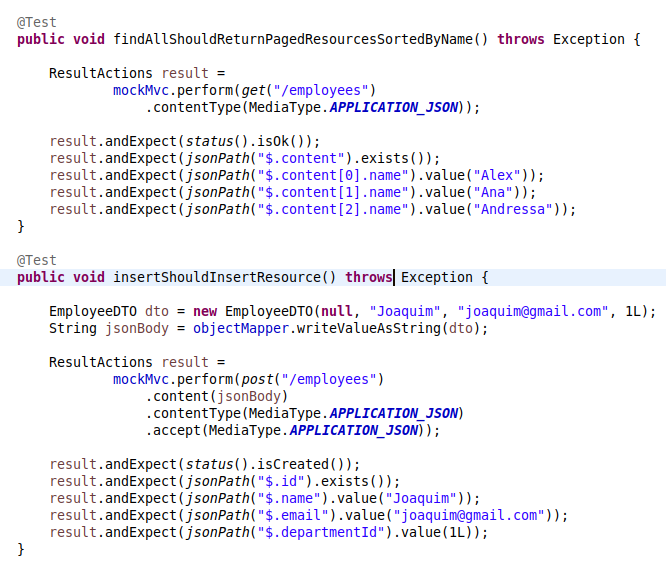 @Test
public void findAllShouldReturnPagedResourcesSortedByName() throws Exception {
ResultActions result =
mockMvc.perform(get("/employees")
.contentType(MediaType.APPLICATION_JSON));
result.andExpect(status().isOk());
result.andExpect(jsonPath("$.content").exists());
result.andExpect(jsonPath("$.content[0].name").value("Alex"));
result.andExpect(jsonPath("$.content[1].name").value("Ana"));
result.andExpect(jsonPath("$.content[2].name").value("Andressa"));
}
@Test
public void insertShouldInsertResource() throws Exception {
EmployeeDTO dto = new EmployeeDTO(null, "Joaquim", "joaquim@gmail.com", 1L);
String jsonBody = objectMapper.writeValueAsString(dto);
ResultActions result =
mockMvc.perform(post("/employees")
.content(jsonBody)
.contentType(MediaType.APPLICATION_JSON)
.accept(MediaType.APPLICATION_JSON));
result.andExpect(status().isCreated());
result.andExpect(jsonPath("$.id").exists());
result.andExpect(jsonPath("$.name").value("Joaquim"));
result.andExpect(jsonPath("$.email").value("joaquim@gmail.com"));
result.andExpect(jsonPath("$.departmentId").value(1L));
}